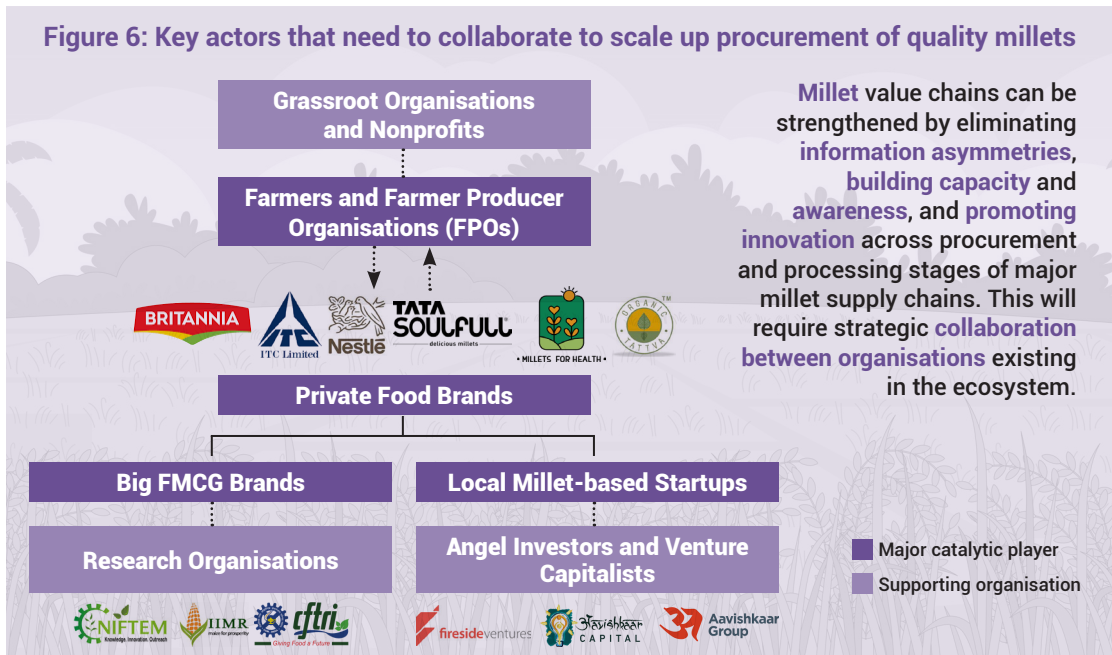 Figure 6: Key actors that need to collaborate to scale up procurement of quality millets
Grassroot Organisations
and Nonprofits
Farmers and Farmer Producer
Organisations (FPOs)
BRITANNIA
ITC Limited
Nestlé
TATA
SOULFULL
delicious millets
• MILLETS FOR HEALTH •
ORGANIC
TATTVA
TM
Private Food Brands
Big FMCG Brands
Local Millet-based Startups
Research Organisations
Angel Investors and Venture
Capitalists
NIFTEM
Knowledge. Innovation. Outreach
IIMR
cftri
Giving Food a Future
firesideventures
CAPITAL
Aavishkaar
Group
Millet value chains can be
strengthened by eliminating
information asymmetries,
building capacity and
awareness, and promoting
innovation across procurement
and processing stages of major
millet supply chains. This will
require strategic collaboration
between organisations existing
in the ecosystem.
Major catalytic player
Supporting organisation